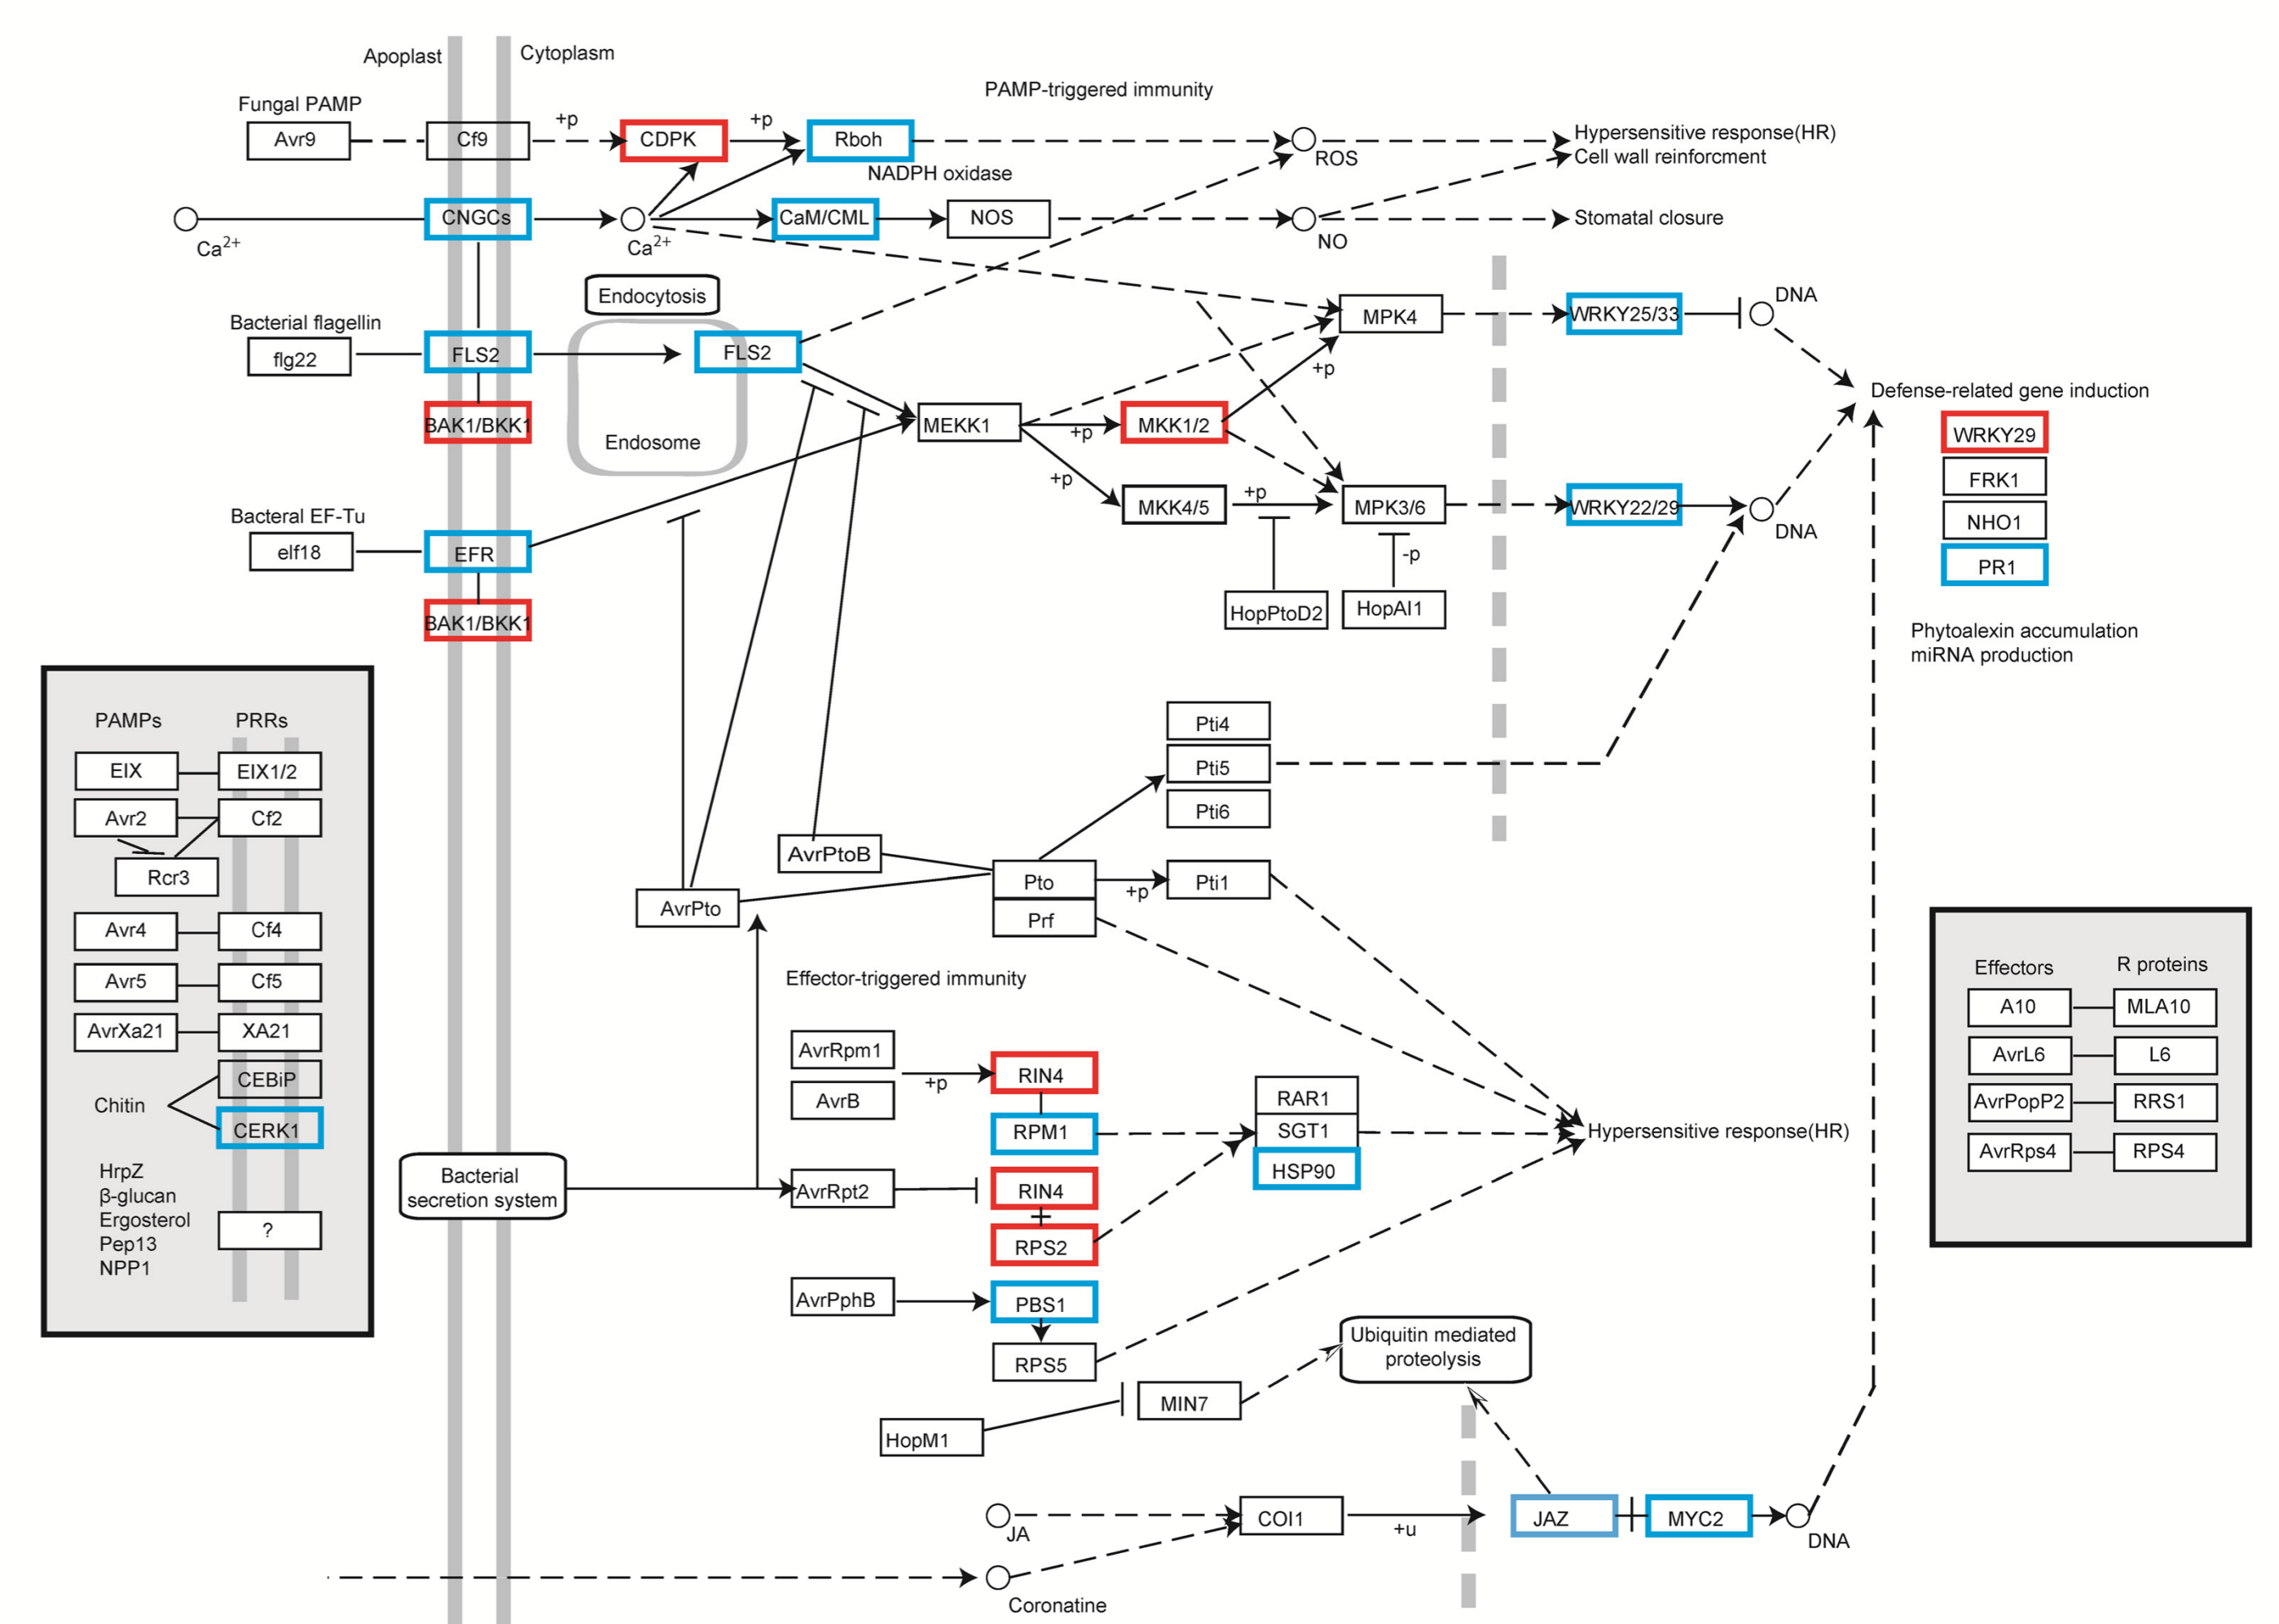 Apoplast
Cytoplasm
PAMP-triggered immunity
Fungal PAMP
Avr9
Cf9
+p
CDPK
+p
Rboh
NADPH oxidase
ROS
Hypersensitive response(HR)
Cell wall reinforcment
Ca2+
CNGCs
Ca2+
CaM/CML
NOS
NO
Stomatal closure
Endocytosis
Bacterial flagellin
flg22
FLS2
FLS2
BAK1/BKK1
Endosome
MEKK1
+p
MKK1/2
+p
MPK4
WRKY25/33
DNA
Defense-related gene induction
WRKY29
FRK1
NHO1
PR1
Phytoalexin accumulation
miRNA production
+p
MKK4/5
+p
MPK3/6
WRKY22/29
DNA
-p
HopPtoD2
HopAI1
Bacteral EF-Tu
elf18
EFR
BAK1/BKK1
PAMPs
PRRs
EIX
EIX1/2
Avr2
Cf2
Rcr3
Avr4
Cf4
Avr5
Cf5
AvrXa21
XA21
CEBiP
Chitin
CERK1
HrpZ
β-glucan
Ergosterol
Pep13
NPP1
?
Pti4
Pti5
Pti6
AvrPtoB
AvrPto
Pto
Prf
+p
Pti1
Effector-triggered immunity
AvrRpm1
AvrB
+p
RIN4
RPM1
RAR1
SGT1
HSP90
Hypersensitive response(HR)
Bacterial
secretion system
AvrRpt2
RIN4
RPS2
AvrPphB
PBS1
RPS5
Ubiquitin mediated
proteolysis
HopM1
MIN7
JA
COI1
+u
JAZ
MYC2
DNA
Coronatine
Effectors
R proteins
A10
MLA10
AvrL6
L6
AvrPopP2
RRS1
AvrRps4
RPS4